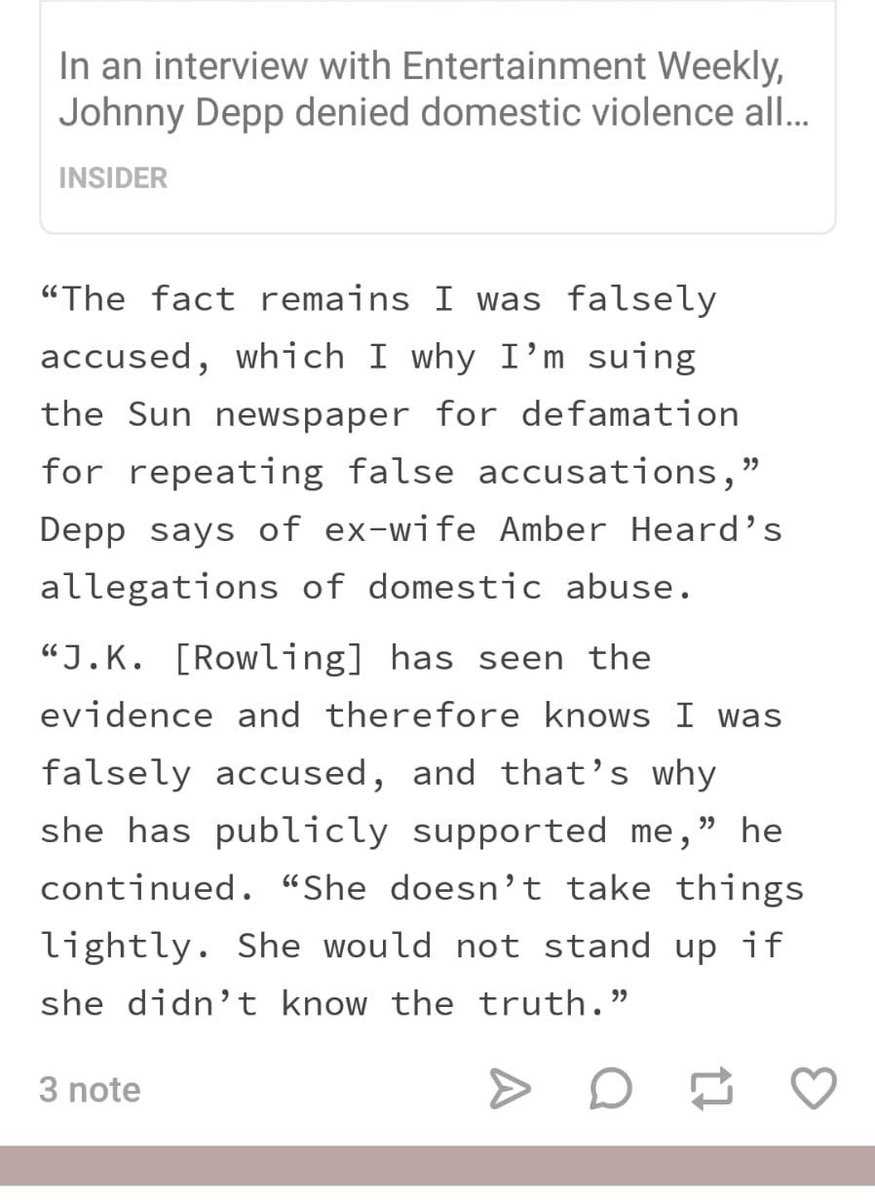 In an interview with Entertainment Weekly,
Johnny Depp denied domestic violence all...
INSIDER
“The fact remains I was falsely
accused, which I why I’m suing
the Sun newspaper for defamation
for repeating false accusations,”
Depp says of ex-wife Amber Heard’s
allegations of domestic abuse.
“J.K. [Rowling] has seen the
evidence and therefore knows I was
falsely accused, and that’s why
she has publicly supported me,” he
continued. “She doesn’t take things
lightly. She would not stand up if
she didn’t know the truth.”
3 note